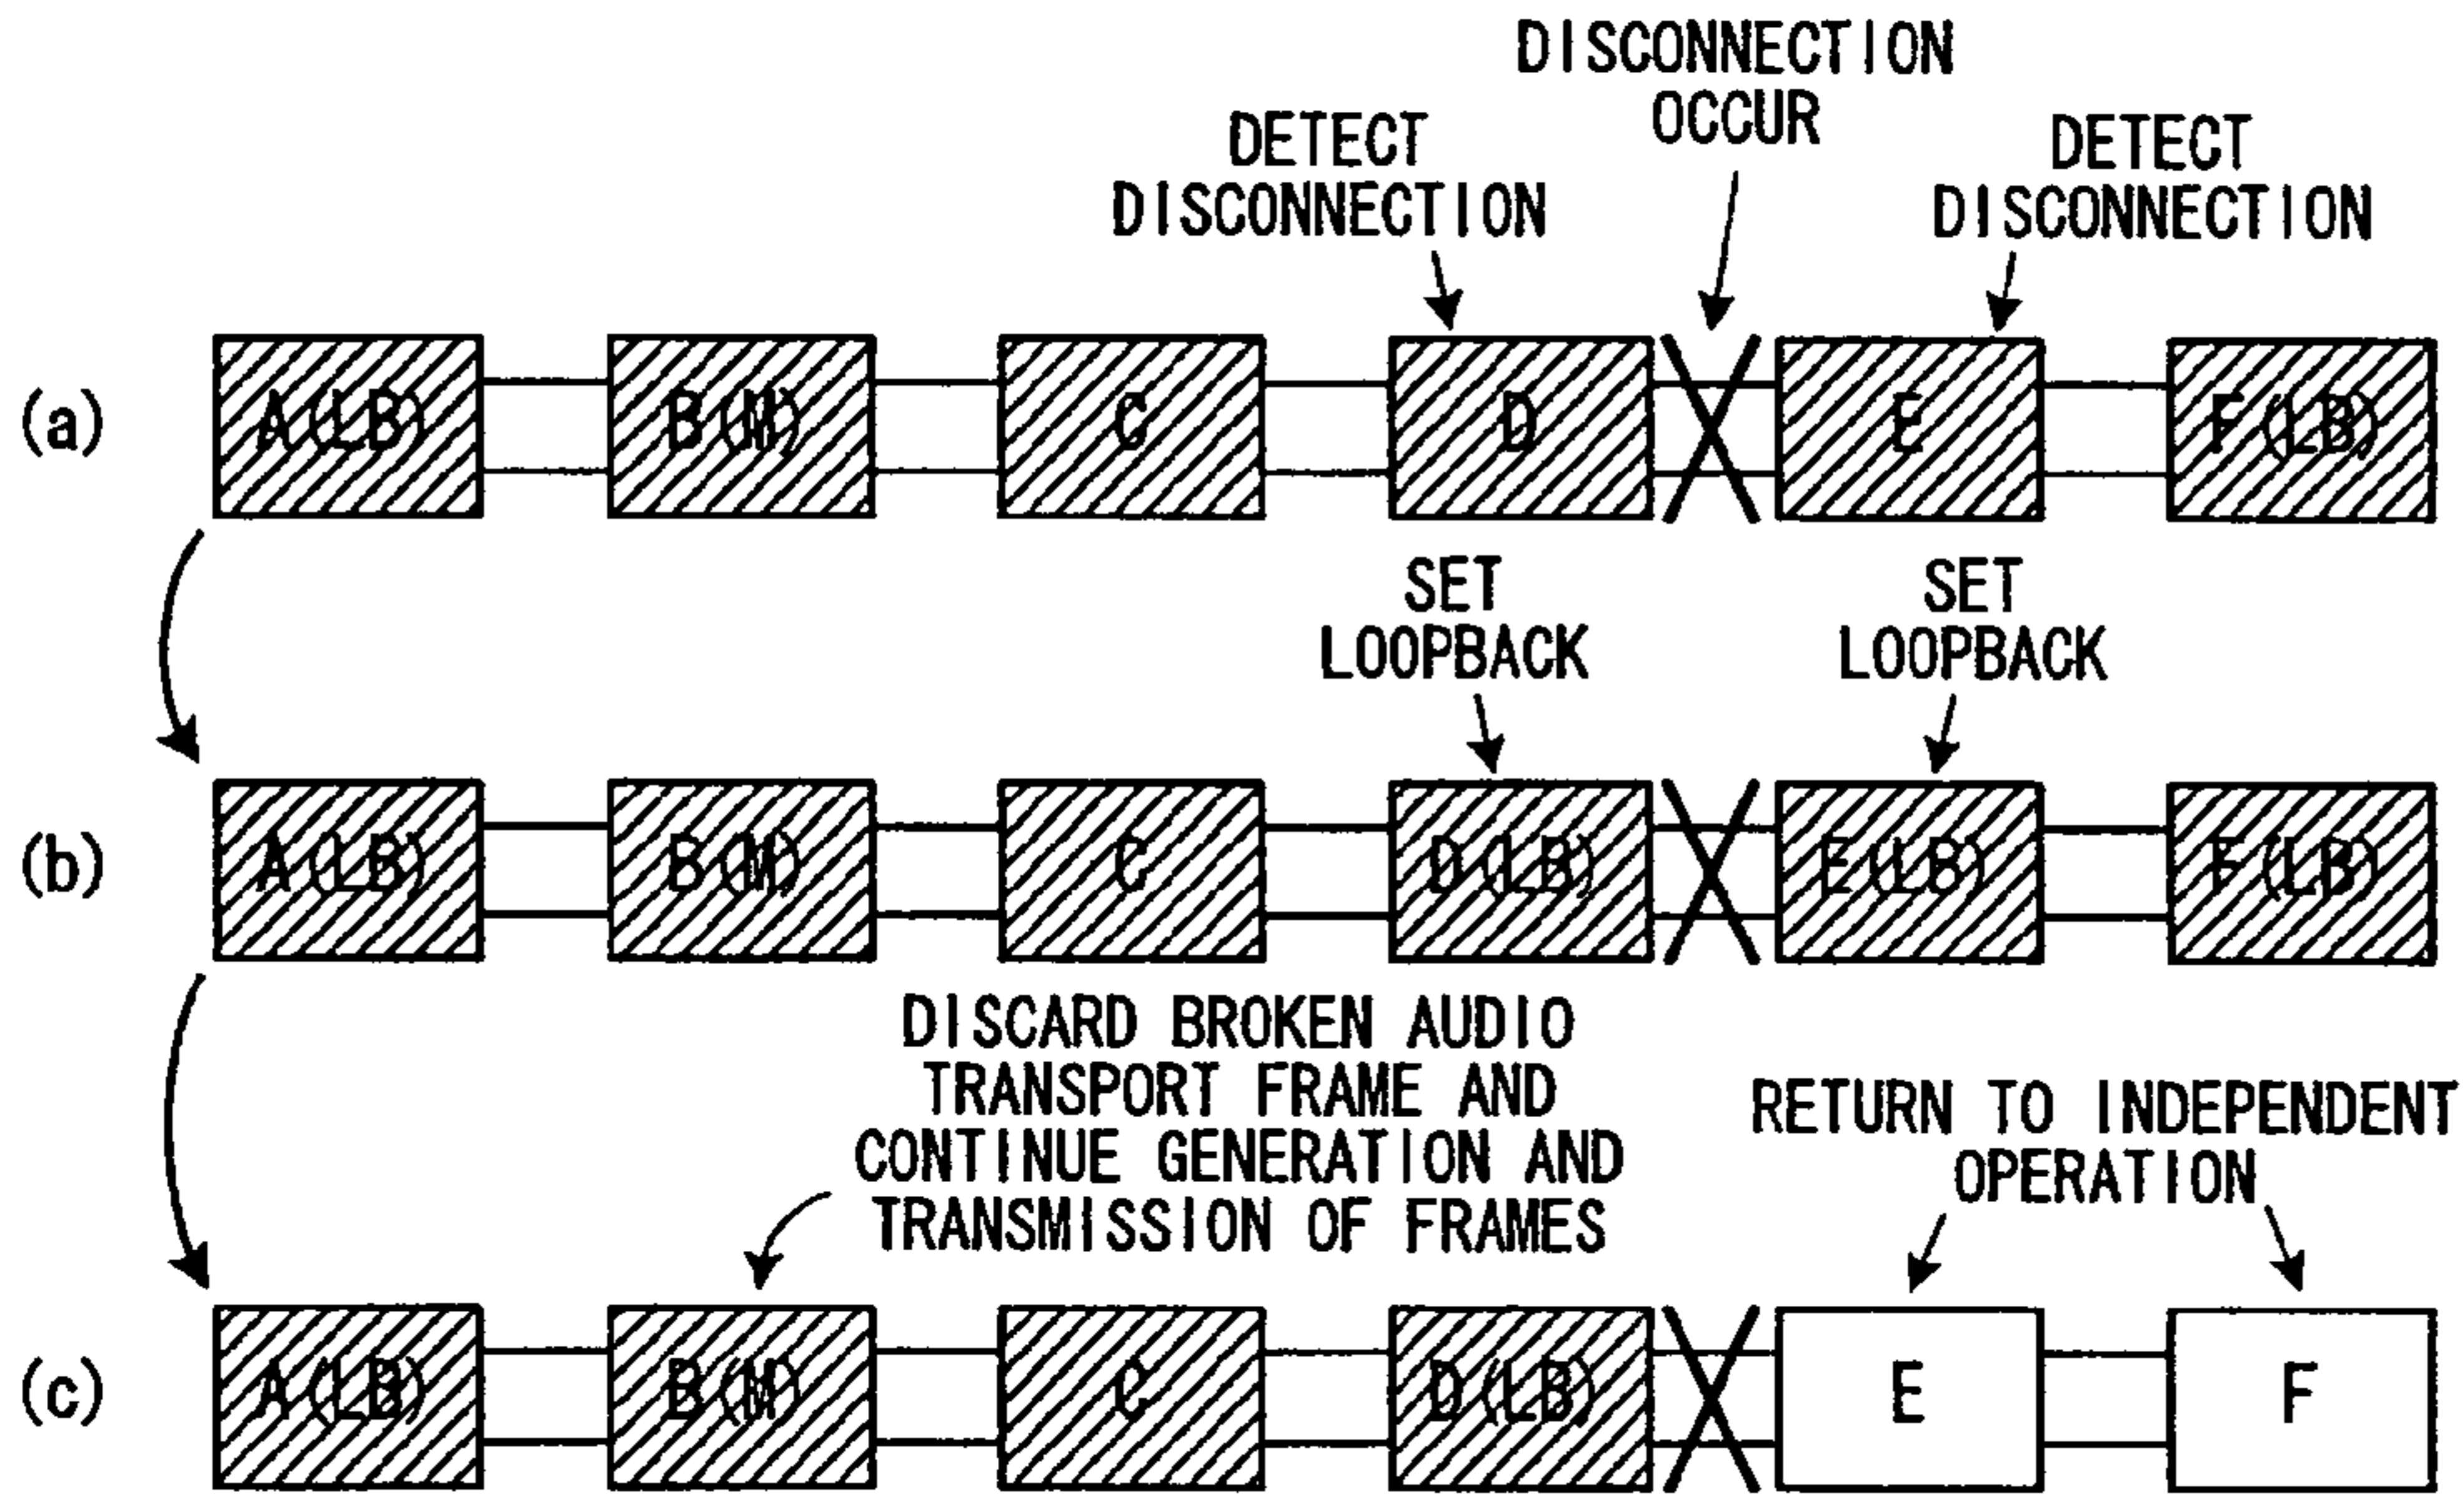 DISCONNECTION
OCCUR
DETECT
DISCONNECTION
DETECT
DISCONNECTION
(a) A(LB) B(M) C D E F(LB)
SET
LOOPBACK
SET
LOOPBACK
(b) A(LB) B(M) C D(LB) E(LB) F(LB)
DISCARD BROKEN AUDIO
TRANSPORT FRAME AND
CONTINUE GENERATION AND
TRANSMISSION OF FRAMES
RETURN TO INDEPENDENT
OPERATION
(c) A(LB) B(M) C D(LB) E F